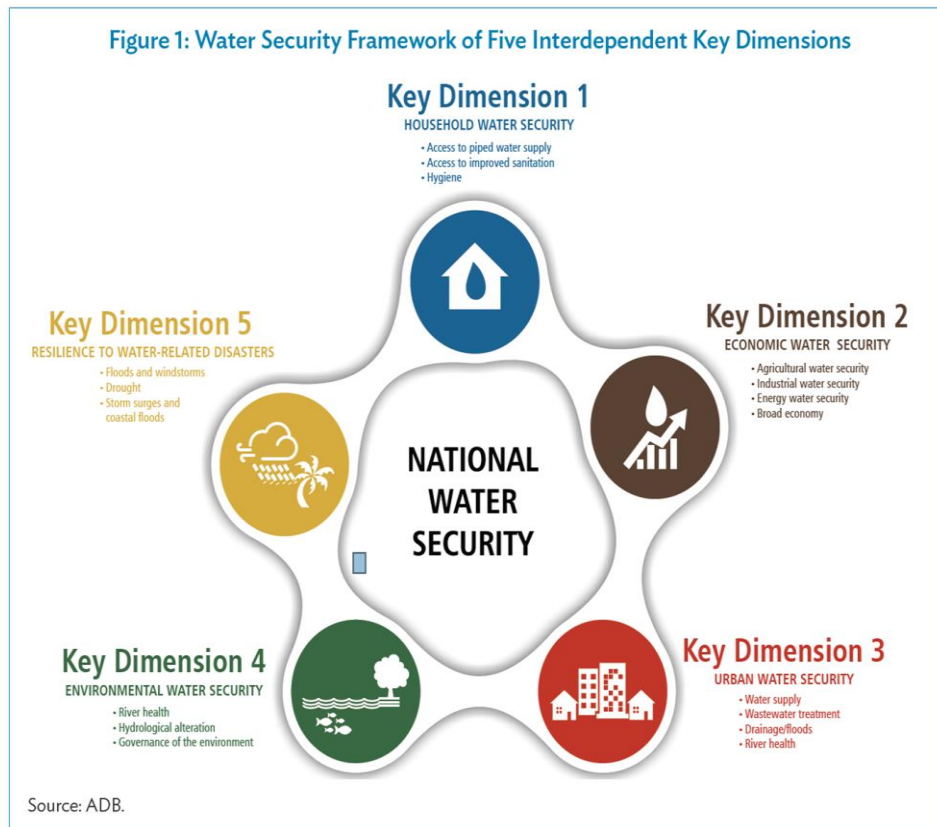 Figure 1: Water Security Framework of Five Interdependent Key Dimensions
Key Dimension 1
HOUSEHOLD WATER SECURITY
• Access to piped water supply
• Access to improved sanitation
• Hygiene
Key Dimension 2
ECONOMIC WATER SECURITY
• Agricultural water security
• Industrial water security
• Energy water security
• Broad economy
Key Dimension 5
RESILIENCE TO WATER-RELATED DISASTERS
• Floods and windstorms
• Drought
• Storm surges and
coastal floods
NATIONAL
WATER
SECURITY
Key Dimension 4
ENVIRONMENTAL WATER SECURITY
• River health
• Hydrological alteration
• Governance of the environment
Key Dimension 3
URBAN WATER SECURITY
• Water supply
• Wastewater treatment
• Drainage/floods
• River health
Source: ADB.